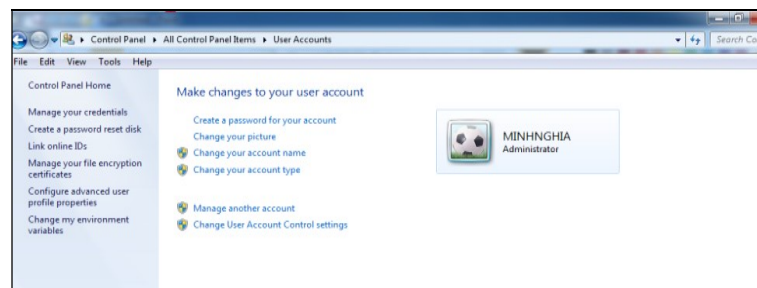 Control Panel ▸ All Control Panel Items ▸ User Accounts
Search Co
File Edit View Tools Help
Control Panel Home
Manage your credentials
Create a password reset disk
Link online IDs
Manage your file encryption
certificates
Configure advanced user
profile properties
Change my environment
variables
Make changes to your user account
Create a password for your account
Change your picture
Change your account name
Change your account type
Manage another account
Change User Account Control settings
MINHNGHIA
Administrator